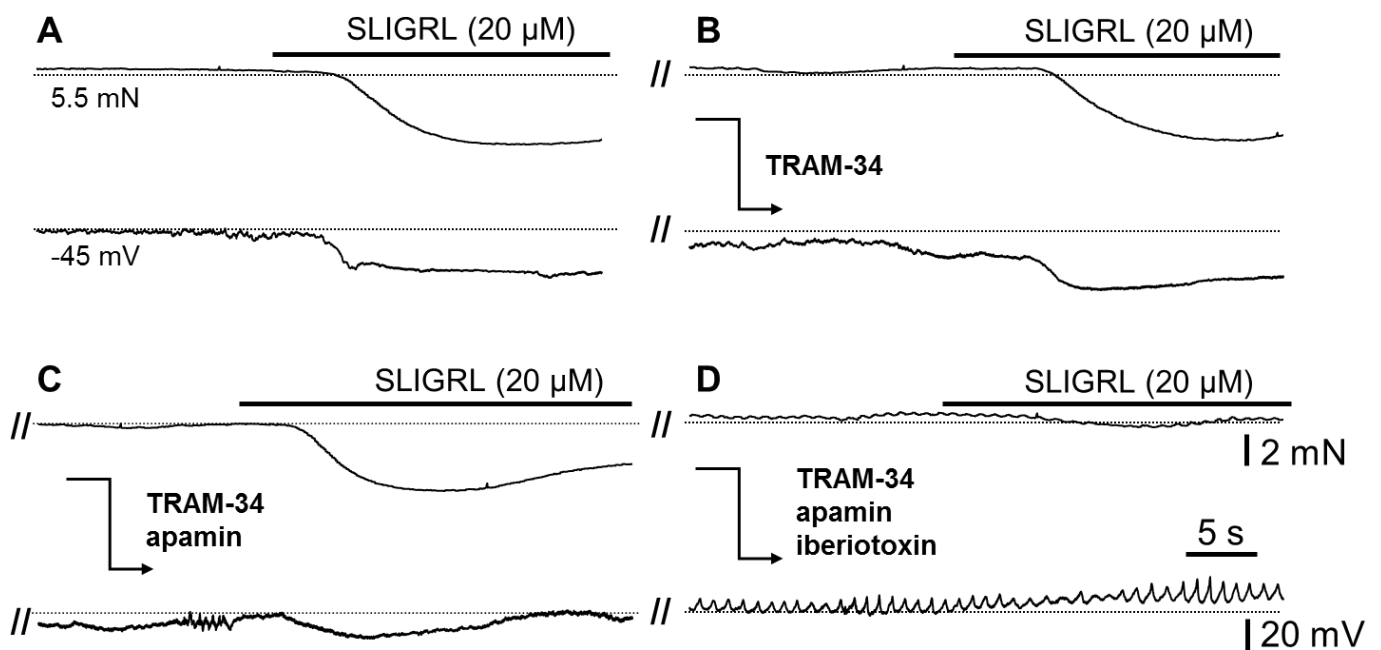 A
SLIGRL (20 µM)
5.5 mN
-45 mV
B
SLIGRL (20 µM)
//
TRAM-34
//
C
SLIGRL (20 µM)
//
TRAM-34
apamin
//
D
SLIGRL (20 µM)
//
2 mN
TRAM-34
apamin
iberiotoxin
5 s
//
20 mV